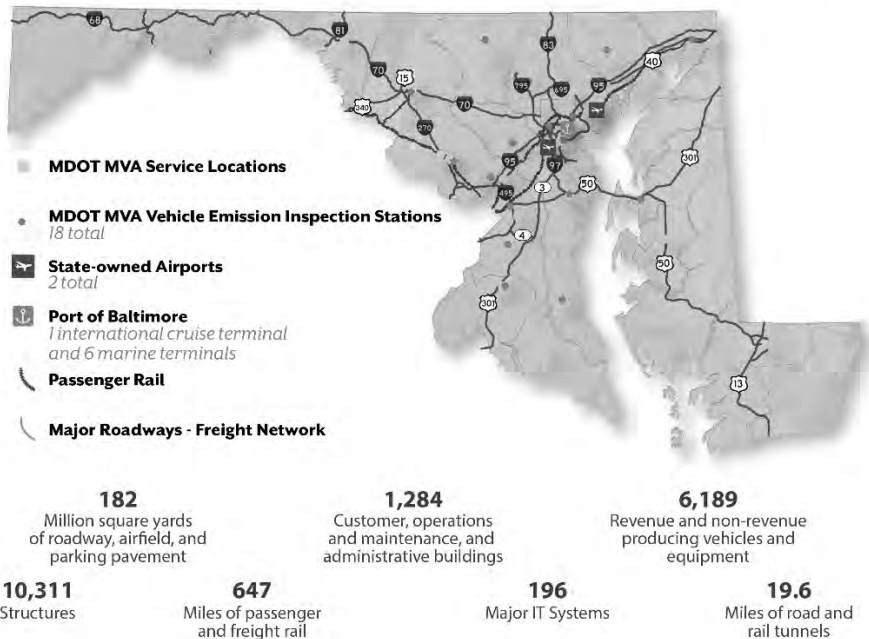 68
81
83
40
15
70
795
695
95
340
70
270
301
95
97
50
495
3
4
50
301
13
MDOT MVA Service Locations
MDOT MVA Vehicle Emission Inspection Stations
18 total
State-owned Airports
2 total
Port of Baltimore
1 international cruise terminal
and 6 marine terminals
Passenger Rail
Major Roadways - Freight Network
182
Million square yards
of roadway, airfield, and
parking pavement
1,284
Customer, operations
and maintenance, and
administrative buildings
6,189
Revenue and non-revenue
producing vehicles and
equipment
10,311
Structures
647
Miles of passenger
and freight rail
196
Major IT Systems
19.6
Miles of road and
rail tunnels